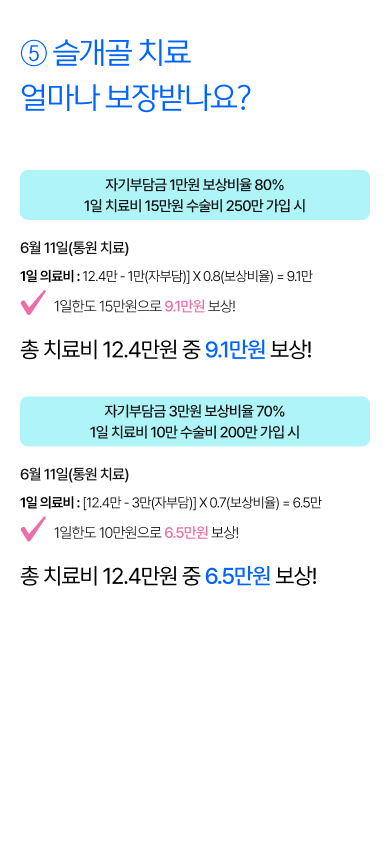 ⑤ 슬개골 치료
얼마나 보장받나요?
자기부담금 1만원 보상비율 80%
1일 치료비 15만원 수술비 250만 가입 시
6월 11일(통원 치료)
1일 의료비 : 12.4만 - 1만(자부담)] X 0.8(보상비율) = 9.1만
1일한도 15만원으로 9.1만원 보상!
총 치료비 12.4만원 중 9.1만원 보상!
자기부담금 3만원 보상비율 70%
1일 치료비 10만 수술비 200만 가입 시
6월 11일(통원 치료)
1일 의료비 : [12.4만 - 3만(자부담)] X 0.7(보상비율) = 6.5만
1일한도 10만원으로 6.5만원 보상!
총 치료비 12.4만원 중 6.5만원 보상!